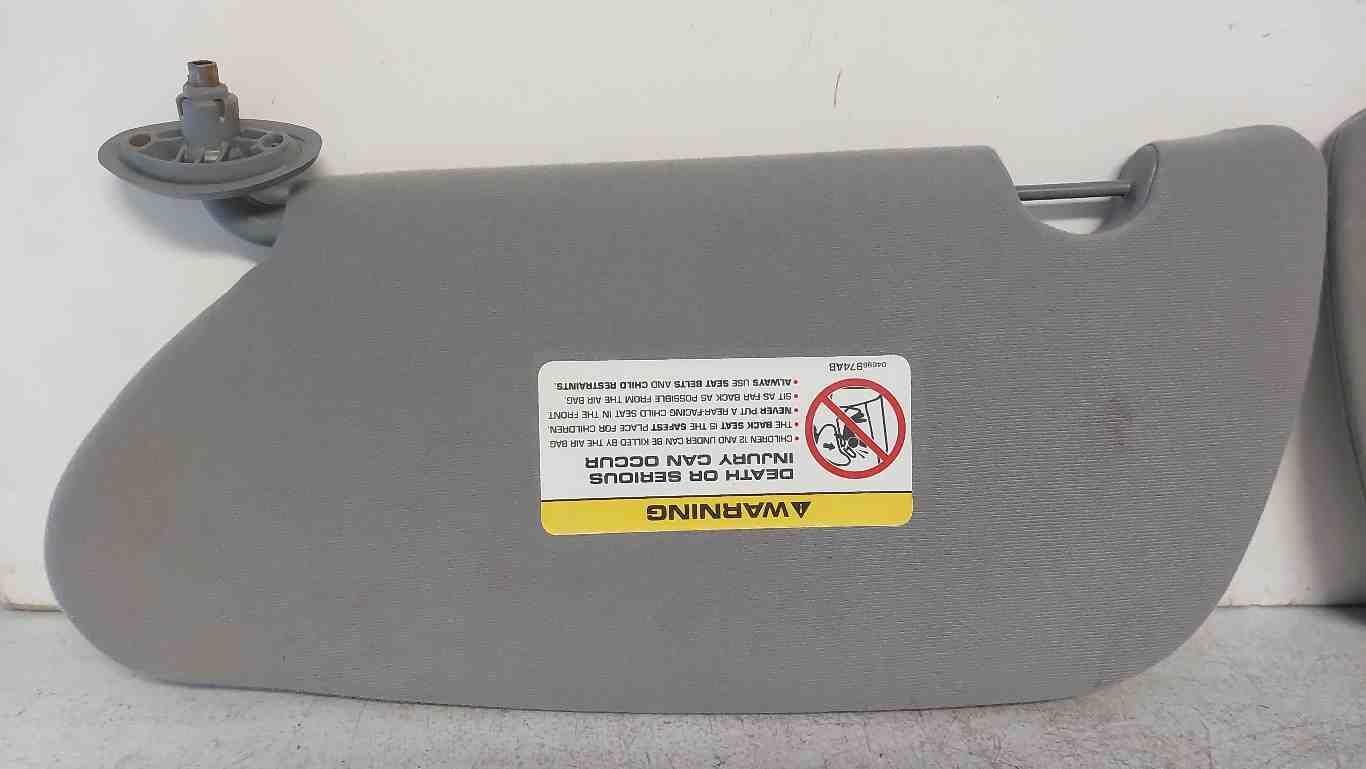 ⚠WARNING
DEATH OR SERIOUS
INJURY CAN OCCUR
• CHILDREN 12 AND UNDER CAN BE KILLED BY THE AIR BAG
• THE BACK SEAT IS THE SAFEST PLACE FOR CHILDREN.
• NEVER PUT A REAR-FACING CHILD SEAT IN THE FRONT
• SIT AS FAR BACK AS POSSIBLE FROM THE AIR BAG.
• ALWAYS USE SEAT BELTS AND CHILD RESTRAINTS.
04696974AB